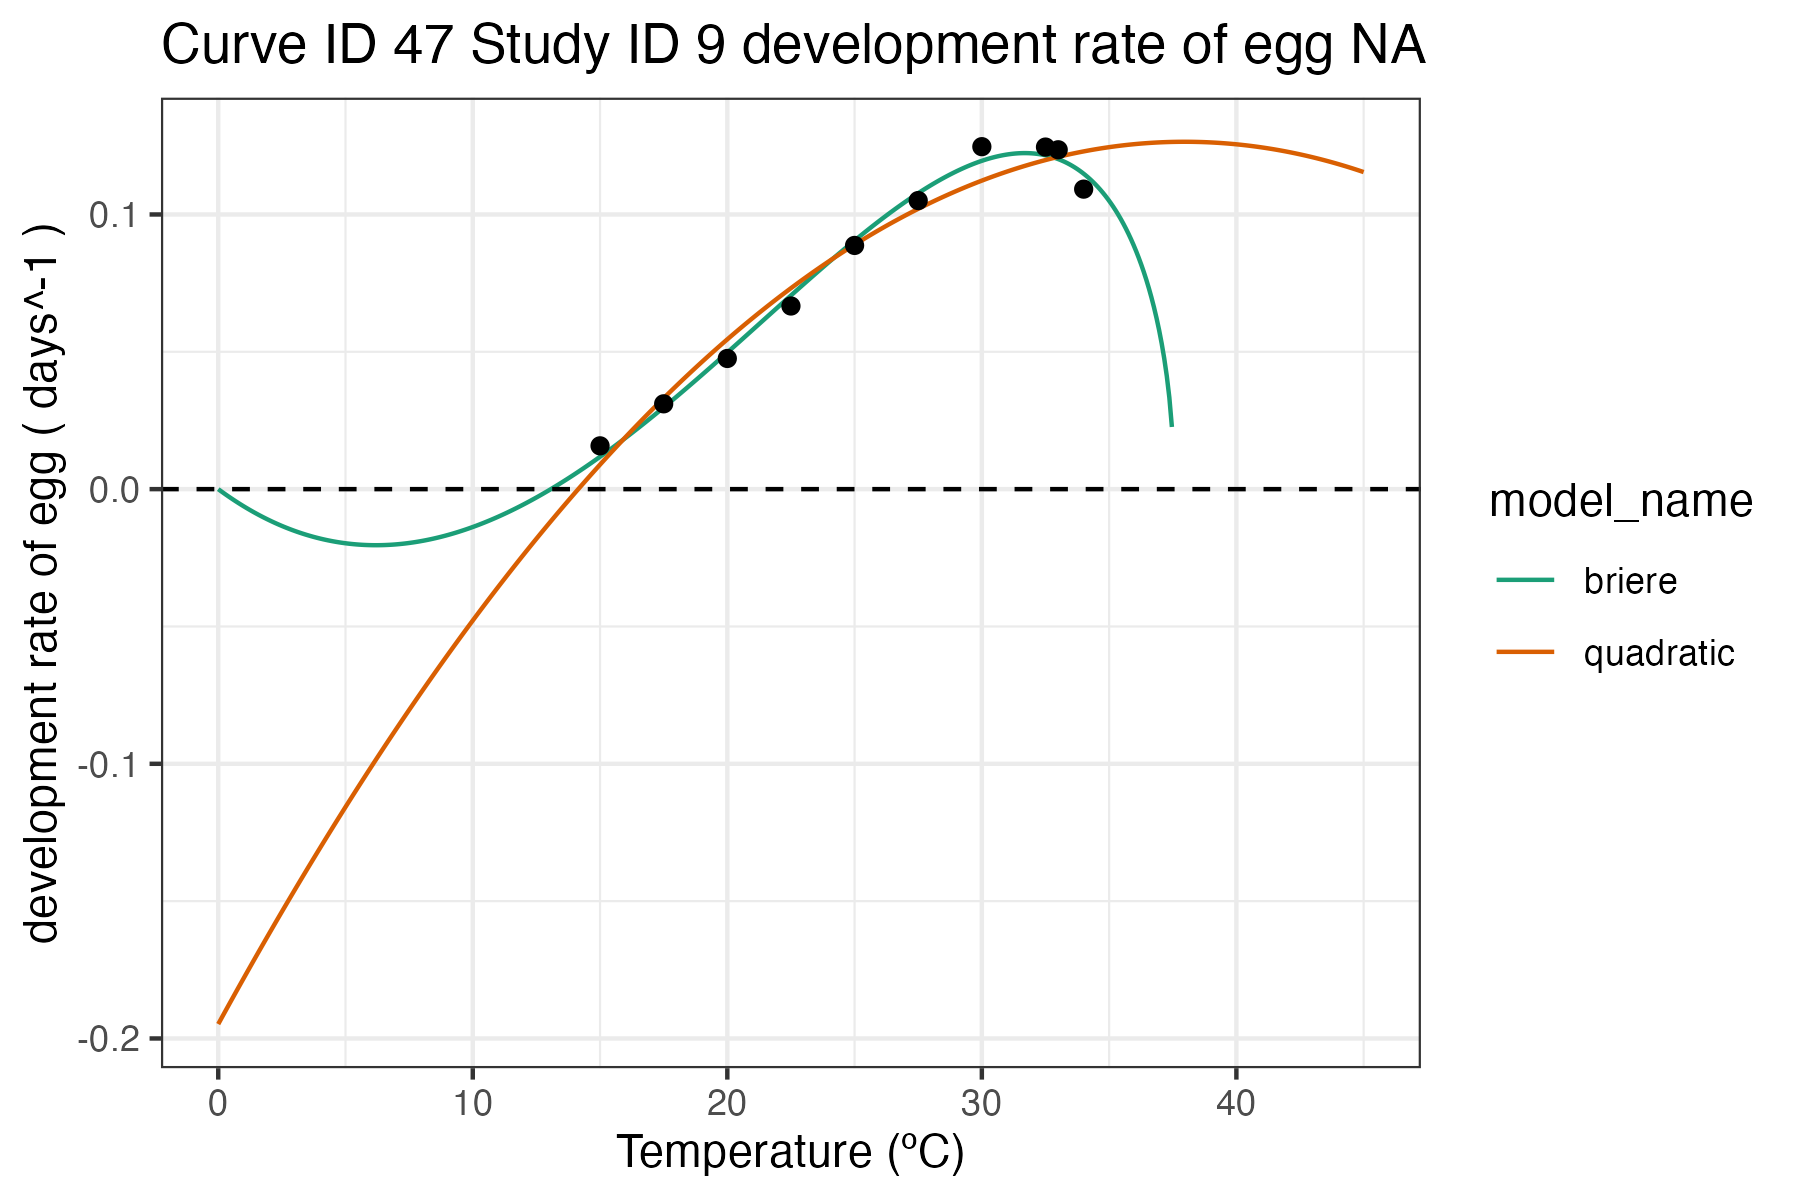 Curve ID 47 Study ID 9 development rate of egg NA
development rate of egg ( days^-1 )
0.1
0.0
-0.1
-0.2
0 10 20 30 40
Temperature (ºC)
model_name
briere
quadratic